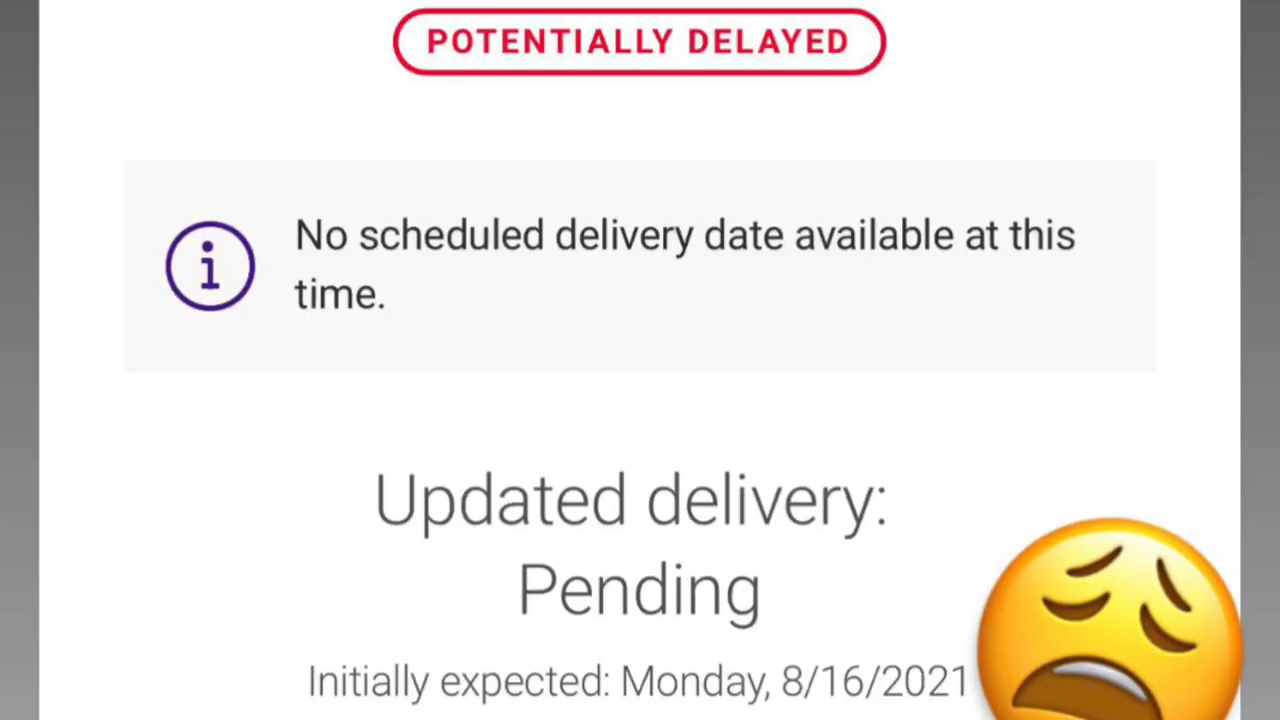 POTENTIALLY DELAYED
No scheduled delivery date available at this
time.
Updated delivery:
Pending
Initially expected: Monday, 8/16/2021